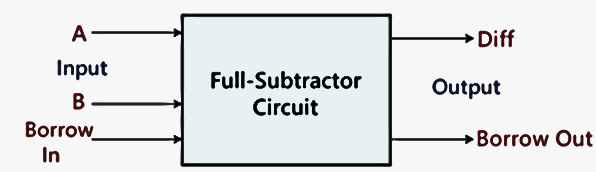 A
Diff
Input
Full-Subtractor
Circuit
Output
B
Borrow
In
Borrow Out